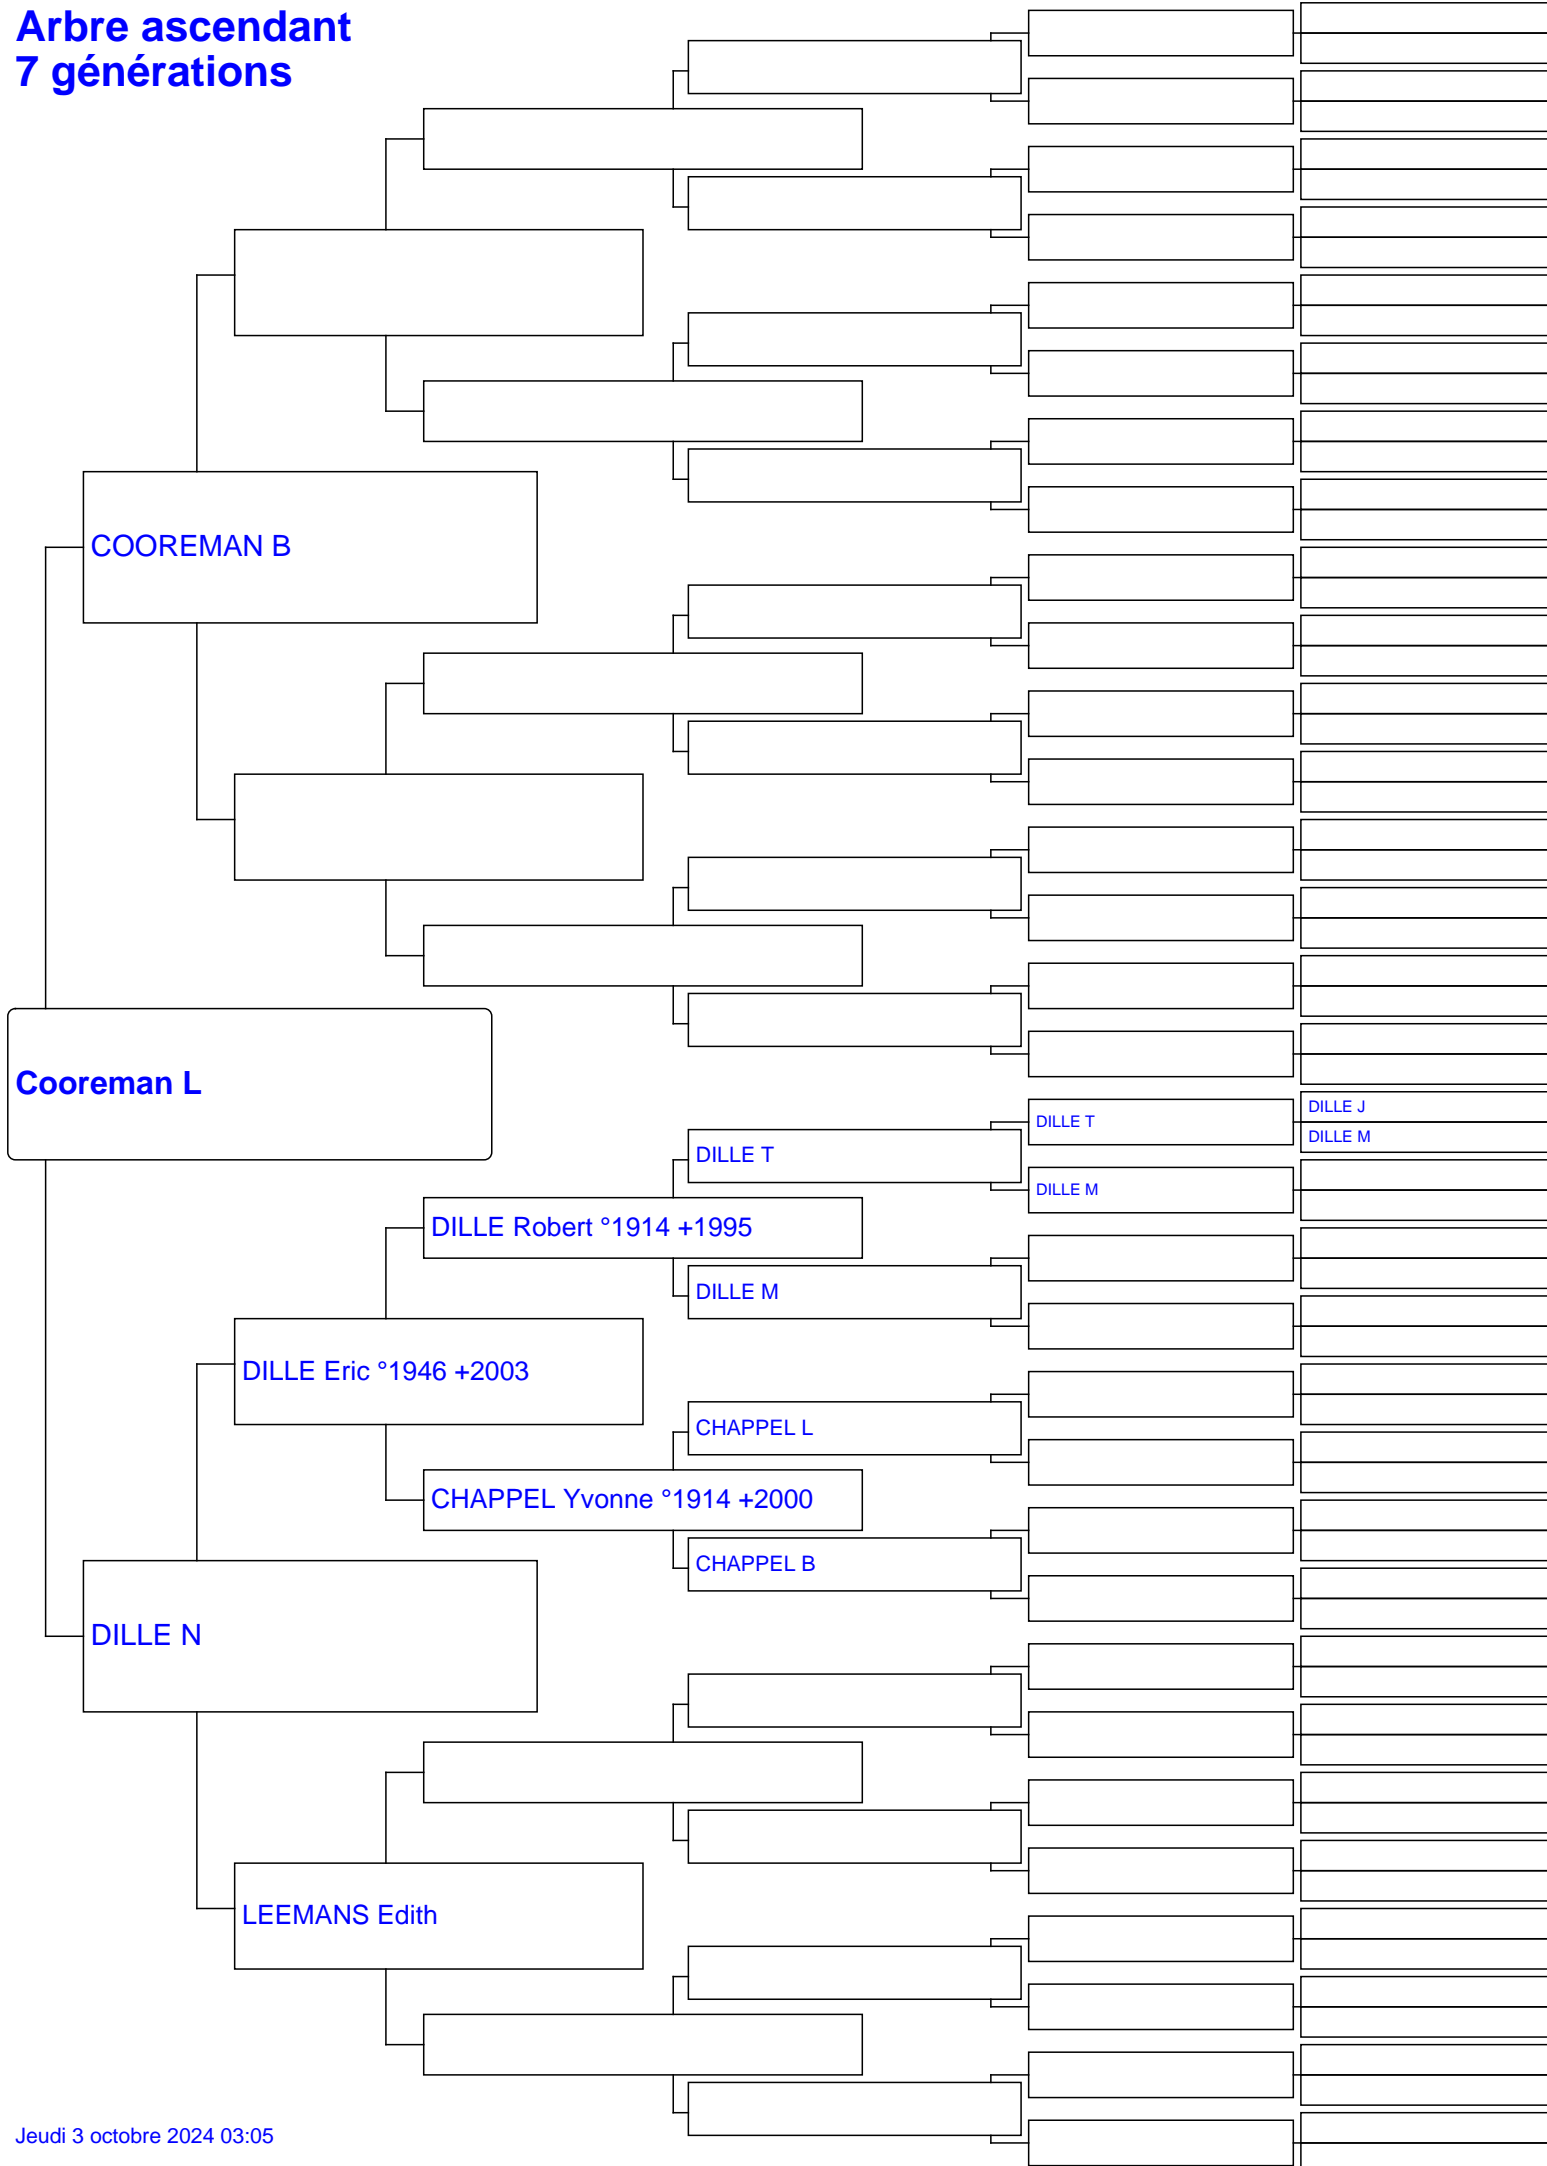 Arbre ascendant
7 générations
COOREMAN B
Cooreman L
DILLE J
DILLE T
DILLE M
DILLE T
DILLE M
DILLE Robert °1914 +1995
DILLE M
DILLE Eric °1946 +2003
CHAPPEL L
CHAPPEL Yvonne °1914 +2000
CHAPPEL B
DILLE N
LEEMANS Edith
Jeudi 3 octobre 2024 03:05